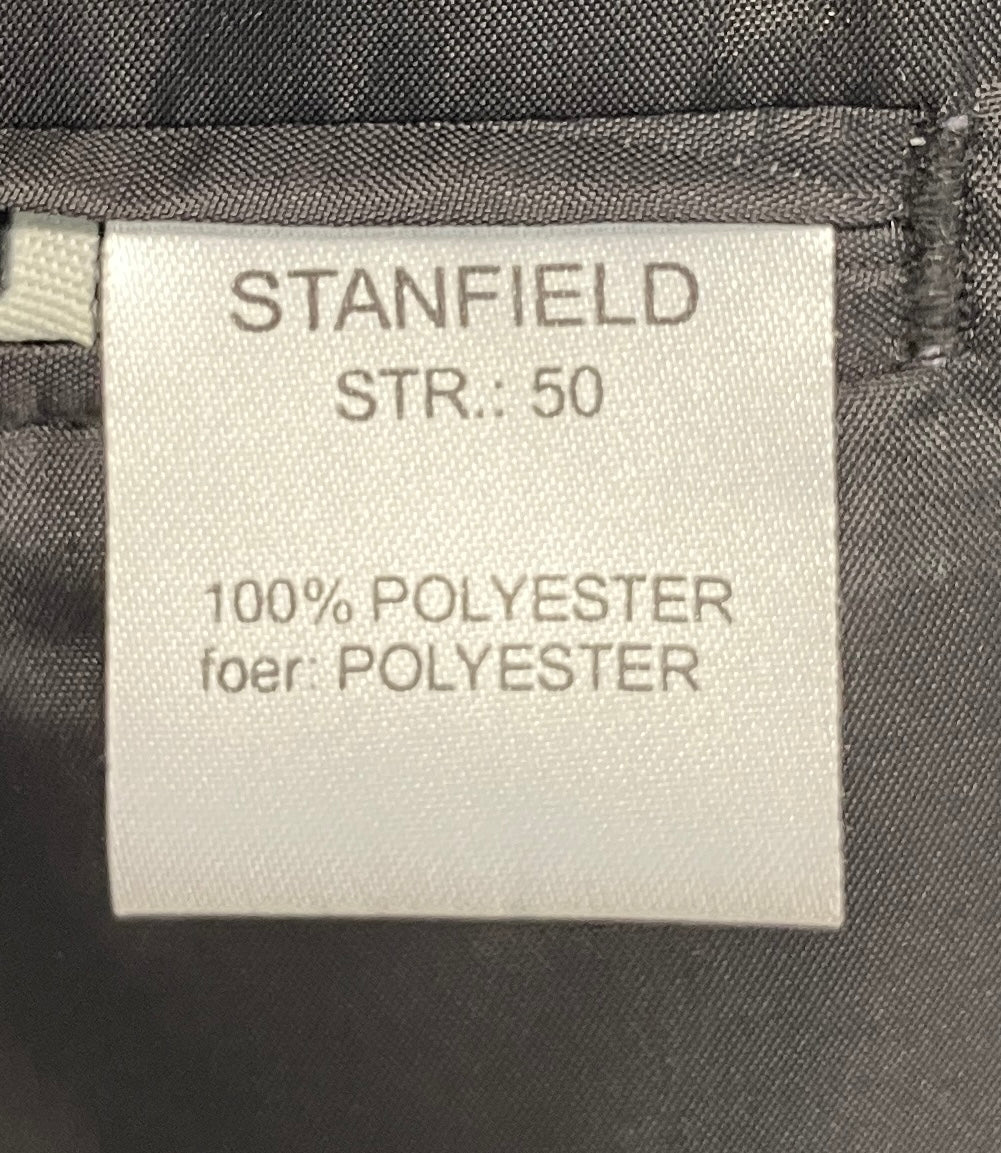 STANFIELD
STR.: 50
100% POLYESTER
foer: POLYESTER